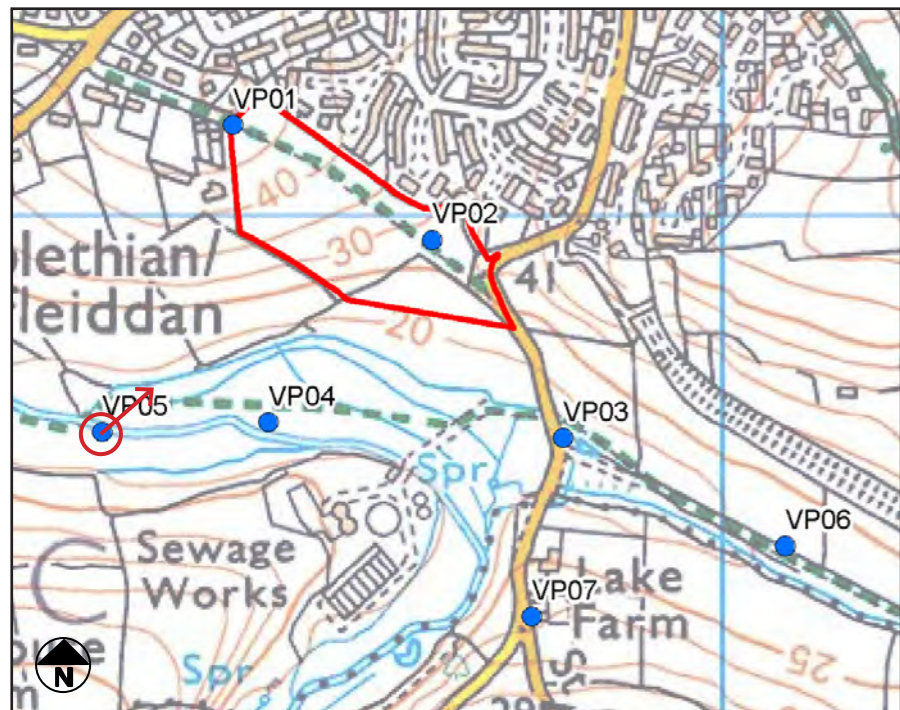 VP01
40
VP02
30
lethian/
leiddan
41
20
VP05
VP04
VP03
Spr
VP06
Sewage
Works
C
Lake
Farm
VP07
Spr
25
N